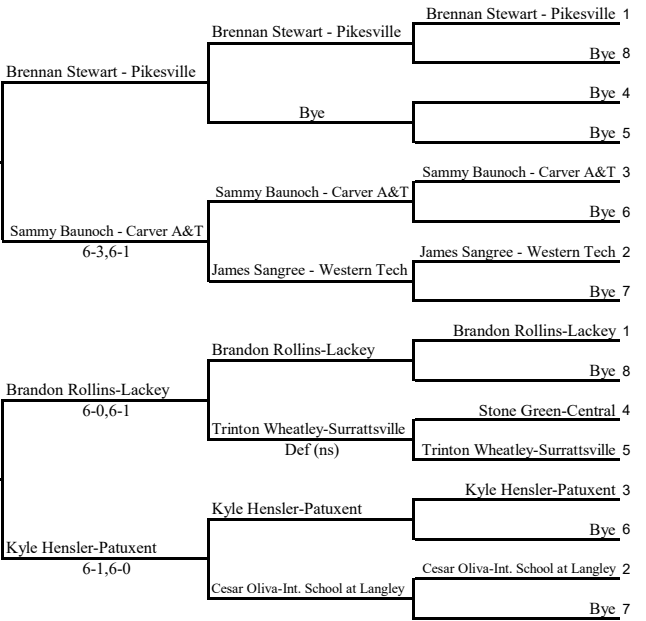 Brennan Stewart - Pikesville 1
Brennan Stewart - Pikesville
Bye 8
Brennan Stewart - Pikesville
Bye 4
Bye
Bye 5
Sammy Baunoch - Carver A&T 3
Sammy Baunoch - Carver A&T
Bye 6
Sammy Baunoch - Carver A&T
6-3,6-1
James Sangree - Western Tech 2
James Sangree - Western Tech
Bye 7
Brandon Rollins-Lackey 1
Brandon Rollins-Lackey
Bye 8
Brandon Rollins-Lackey
6-0,6-1
Stone Green-Central 4
Trinton Wheatley-Surrattsville
Def (ns)
Trinton Wheatley-Surrattsville 5
Kyle Hensler-Patuxent 3
Kyle Hensler-Patuxent
Bye 6
Kyle Hensler-Patuxent
6-1,6-0
Cesar Oliva-Int. School at Langley 2
Cesar Oliva-Int. School at Langley
Bye 7